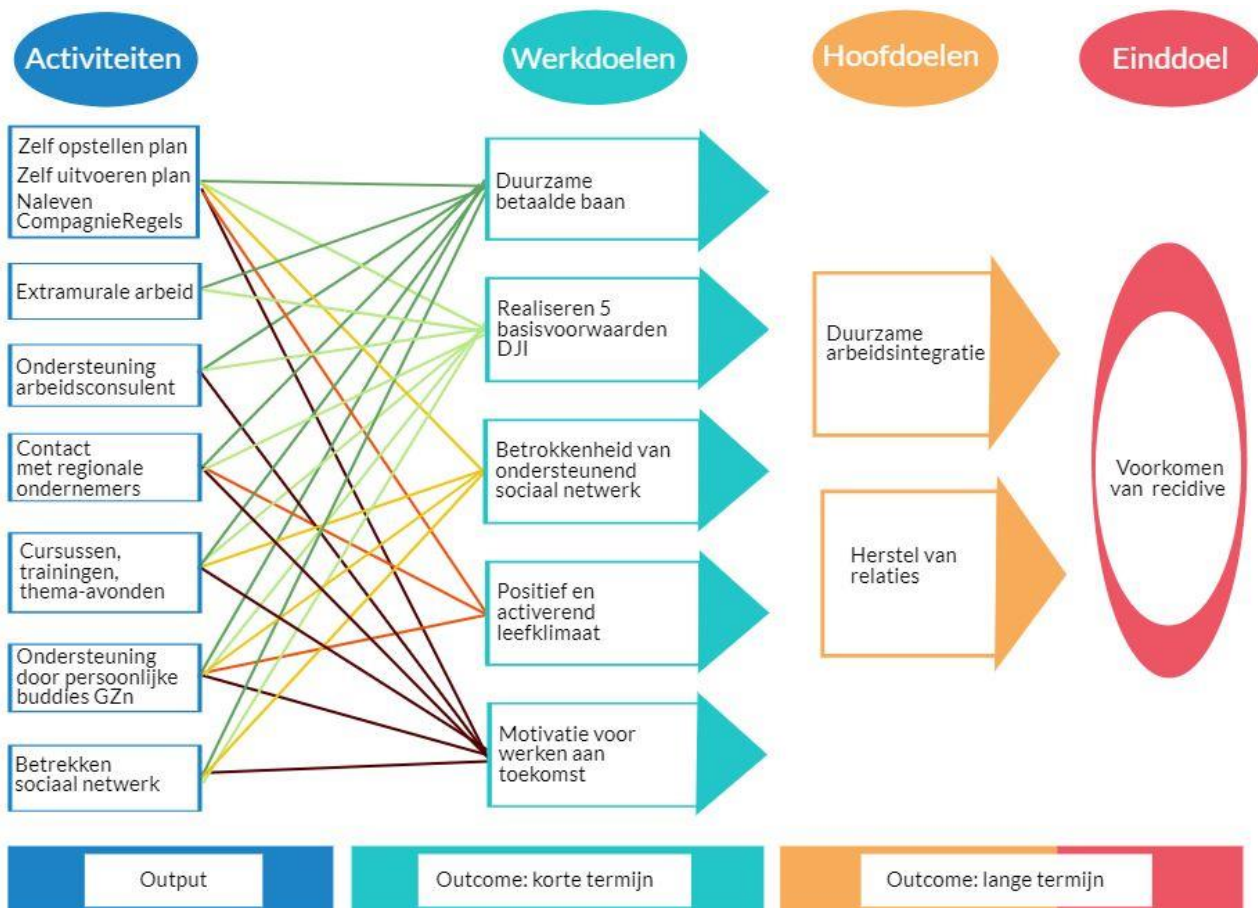 Activiteiten
Werkdoelen
Hoofdoelen
Einddoel
Zelf opstellen plan
Zelf uitvoeren plan
Naleven
CompagnieRegels
Extramurale arbeid
Ondersteuning
arbeidsconsulent
Contact
met regionale
ondernemers
Cursussen,
trainingen,
thema-avonden
Ondersteuning
door persoonlijke
buddies GZn
Betrekken
sociaal netwerk
Duurzame
betaalde baan
Realiseren 5
basisvoorwaarden
DJI
Betrokkenheid van
ondersteunend
sociaal netwerk
Positief en
activerend
leefklimaat
Motivatie voor
werken aan
toekomst
Duurzame
arbeidsintegratie
Herstel van
relaties
Voorkomen
van recidive
Output
Outcome: korte termijn
Outcome: lange termijn